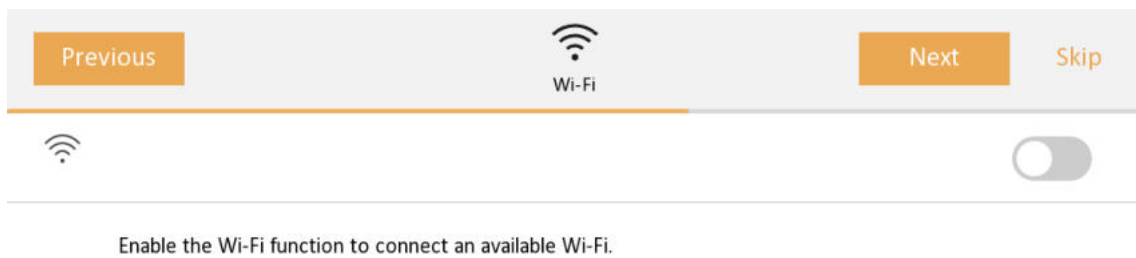 Previous
Wi-Fi
Next
Skip
Enable the Wi-Fi function to connect an available Wi-Fi.